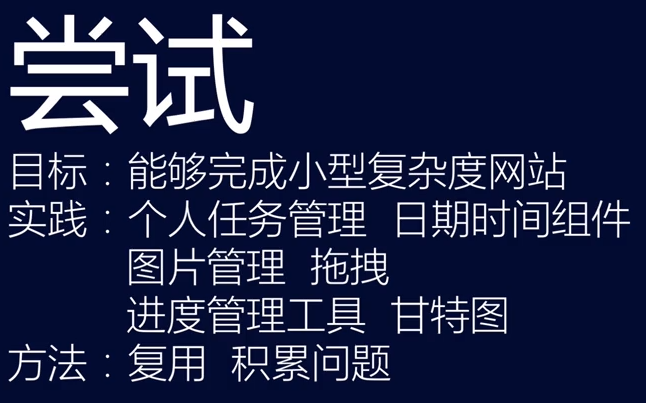 尝试
目标：能够完成小型复杂度网站
实践：个人任务管理 日期时间组件
图片管理 拖拽
进度管理工具 甘特图
方法：复用 积累问题